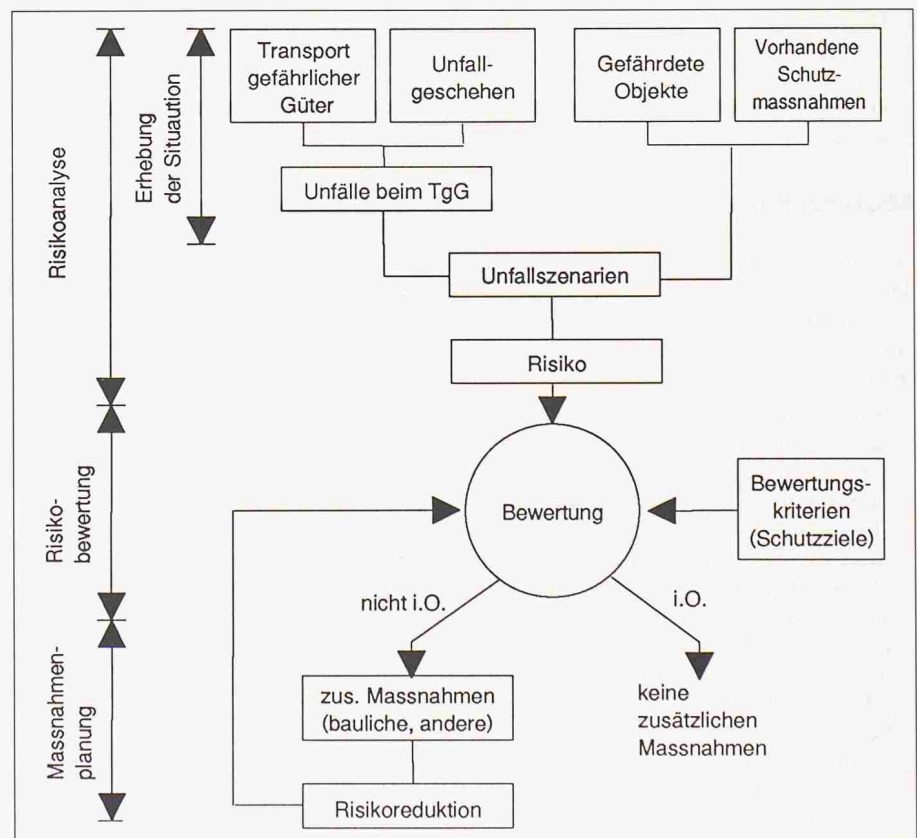 Risikoanalyse
Erhebung
der Situaution
Transport
gefährlicher
Güter
Unfall-
geschehen
Gefährdete
Objekte
Vorhandene
Schutz-
massnahmen
Unfälle beim TgG
Unfallszenarien
Risiko
Risiko-
bewertung
Bewertung
Bewertungs-
kriterien
(Schutzziele)
nicht i.O.
i.O.
Massnahmen-
planung
zus. Massnahmen
(bauliche, andere)
keine
zusätzlichen
Massnahmen
Risikoreduktion